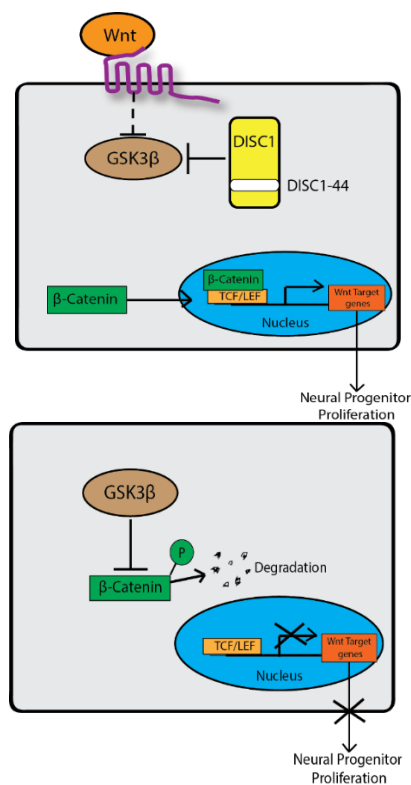 Wnt
GSK3β
DISC1
DISC1-44
β-Catenin
β-Catenin
TCF/LEF
Wnt Target
genes
Nucleus
Neural Progenitor
Proliferation
GSK3β
P
β-Catenin
Degradation
TCF/LEF
Wnt Target
genes
Nucleus
Neural Progenitor
Proliferation